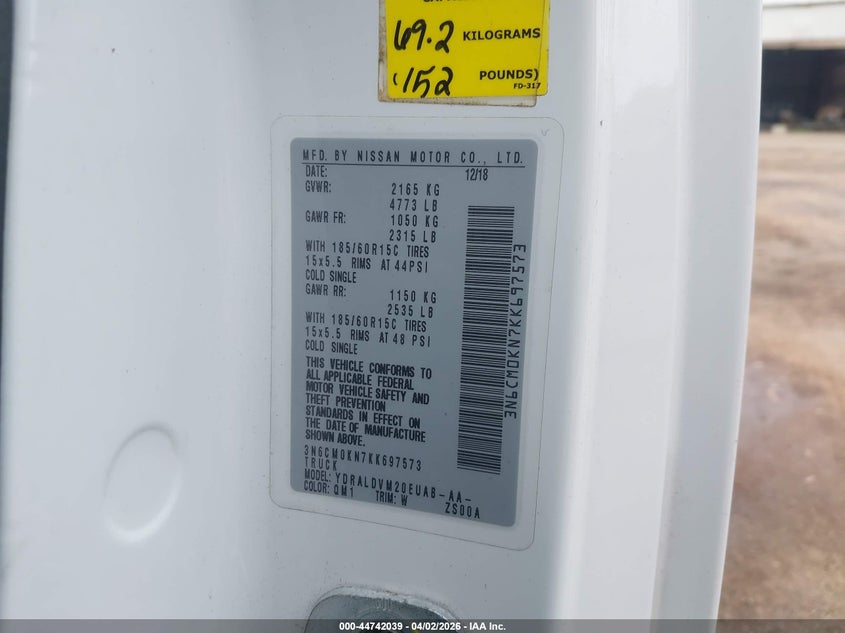 69.2 KILOGRAMS
(152 POUNDS)
FD-317
MFD. BY NISSAN MOTOR CO., LTD.
DATE: 12/18
GVWR: 2165 KG
4773 LB
GAWR FR: 1050 KG
2315 LB
WITH 185/60R15C TIRES
15x5.5 RIMS AT 44PSI
COLD SINGLE
GAWR RR: 1150 KG
2535 LB
WITH 185/60R15C TIRES
15x5.5 RIMS AT 48 PSI
COLD SINGLE
THIS VEHICLE CONFORMS TO
ALL APPLICABLE FEDERAL
MOTOR VEHICLE SAFETY AND
THEFT PREVENTION
STANDARDS IN EFFECT ON
THE DATE OF MANUFACTURE
SHOWN ABOVE.
3N6CM0KN7KK697573
TRUCK
MODEL: YDRALDVM20EUAB-AA-
COLOR: QM1 TRIM: W ZS00A
3N6CM0KN7KK697573
000-44742039 | 04/02/2026 - IAA Inc.